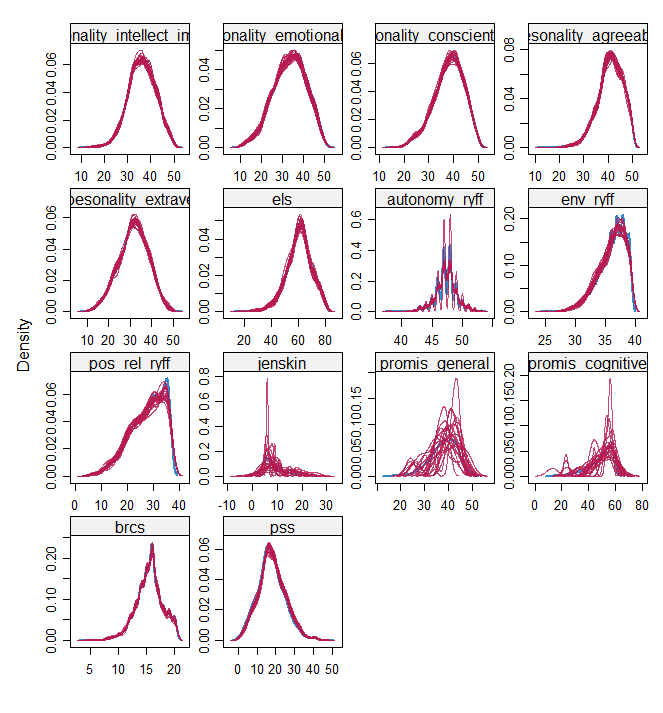 onality_intellect_im
onality_emotional
onality_conscient
esonality_agreeab
pesonality_extrave
els
autonomy_ryff
env_ryff
pos_rel_ryff
jenskin
promis_general
promis_cognitive
brcs
pss
Density
0.00 0.02 0.04 0.06
10 20 30 40 50
0.00 0.02 0.04
10 20 30 40 50
0.00 0.02 0.04 0.06
10 20 30 40 50
0.00 0.04 0.08
10 20 30 40 50
0.00 0.02 0.04 0.06
10 20 30 40 50
0.00 0.02 0.04
20 40 60 80
0.0 0.2 0.4 0.6
40 45 50
0.00 0.10 0.20
25 30 35 40
0.00 0.02 0.04 0.06
0 10 20 30 40
0.0 0.2 0.4 0.6 0.8
-10 0 10 20 30
0.00 0.05 0.10 0.15
20 30 40 50
0.00 0.05 0.10 0.15 0.20
0 20 40 60 80
0.00 0.10 0.20
5 10 15 20
0.00 0.02 0.04 0.06
0 10 20 30 40 50